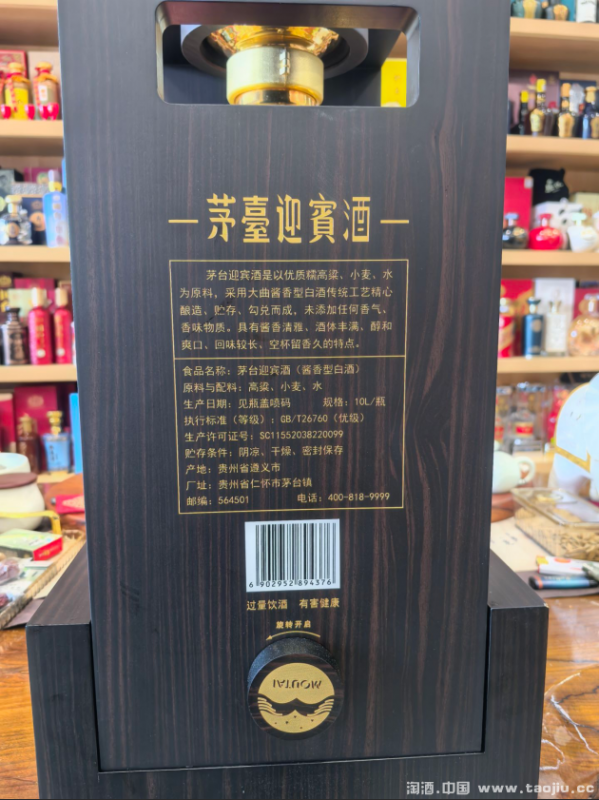 茅臺迎賓酒
茅台迎宾酒是以优质糯高粱、小麦、水
为原料，采用大曲酱香型白酒传统工艺精心
酿造、贮存、勾兑而成，未添加任何香气、
香味物质。具有酱香清雅、酒体丰满、醇和
爽口、回味较长、空杯留香久的特点。
食品名称：茅台迎宾酒（酱香型白酒）
原料与配料：高粱、小麦、水
生产日期：见瓶盖喷码 规格：10L/瓶
执行标准（等级）：GB/T26760（优级）
生产许可证号：SC11552038220099
贮存条件：阴凉、干燥、密封保存
产地：贵州省遵义市
厂址：贵州省仁怀市茅台镇
邮编：564501 电话：400-818-9999
6 902952 894376
过量饮酒 有害健康
旋转开启
MOUTAI
淘酒.中国 www.taojiu.cc